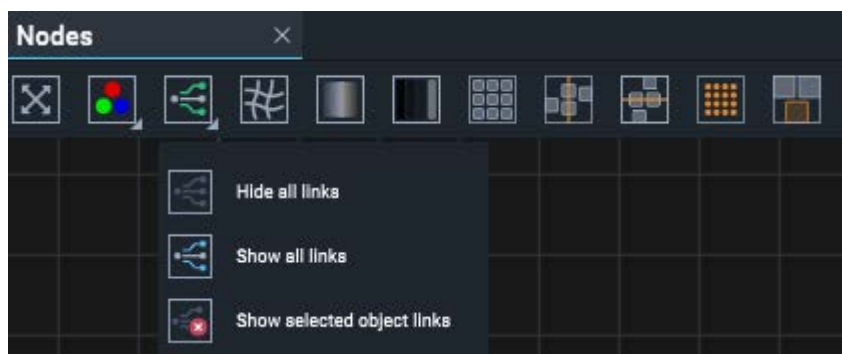 Nodes
Hide all links
Show all links
Show selected object links